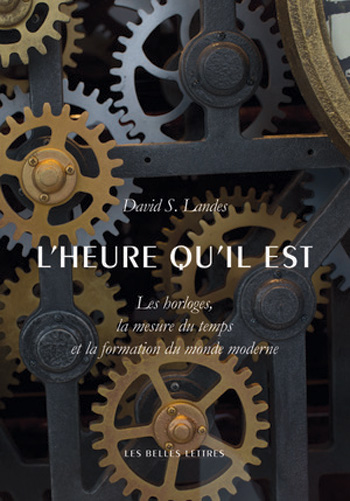 David S. Landes
L'HEURE QU'IL EST
Les horloges,
la mesure du temps
et la formation du monde moderne
LES BELLES LETTRES